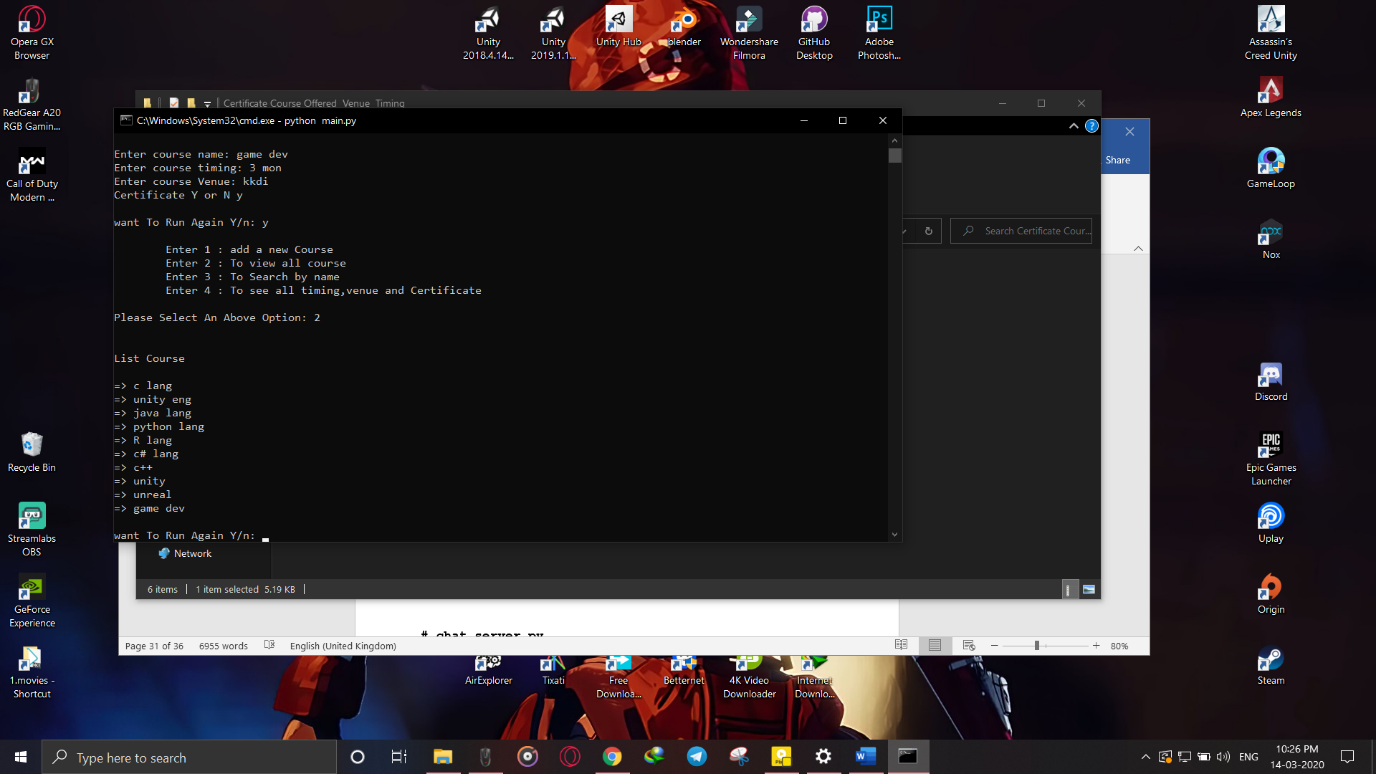 Opera GX
Browser
Unity
2018.4.14...
Unity
2019.1.1...
Unity Hub
blender
Wondershare
Filmora
GitHub
Desktop
Adobe
Photosh...
Assassin's
Creed Unity
RedGear A20
RGB Gamin...
Apex Legends
Call of Duty
Modern ...
GameLoop
Nox
Discord
Recycle Bin
Epic Games
Launcher
Streamlabs
OBS
Uplay
GeForce
Experience
Origin
1.movies -
Shortcut
Steam
Certificate Course Offered_Venue_Timing
C:\Windows\System32\cmd.exe - python main.py
Share
Search Certificate Cour...
Enter course name: game dev
Enter course timing: 3 mon
Enter course Venue: kkdi
Certificate Y or N y
want To Run Again Y/n: y
Enter 1 : add a new Course
Enter 2 : To view all course
Enter 3 : To Search by name
Enter 4 : To see all timing,venue and Certificate
Please Select An Above Option: 2
List Course
=> c lang
=> unity eng
=> java lang
=> python lang
=> R lang
=> c# lang
=> c++
=> unity
=> unreal
=> game dev
want To Run Again Y/n:
Network
6 items
1 item selected 5.19 KB
# chat_server.py
Page 31 of 36
6955 words
English (United Kingdom)
80%
AirExplorer
Tixati
Free
Downloa...
Betternet
4K Video
Downloader
Internet
Downlo...
Type here to search
ENG
10:26 PM
14-03-2020